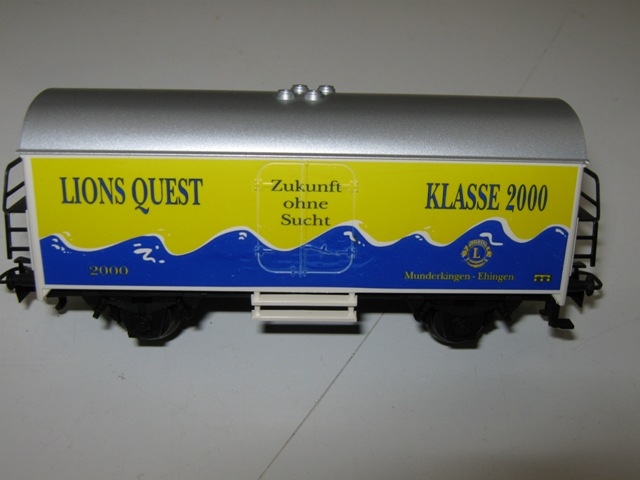 LIONS QUEST
Zukunft
ohne
Sucht
KLASSE 2000
2000
L
Munderkingen - Ehingen